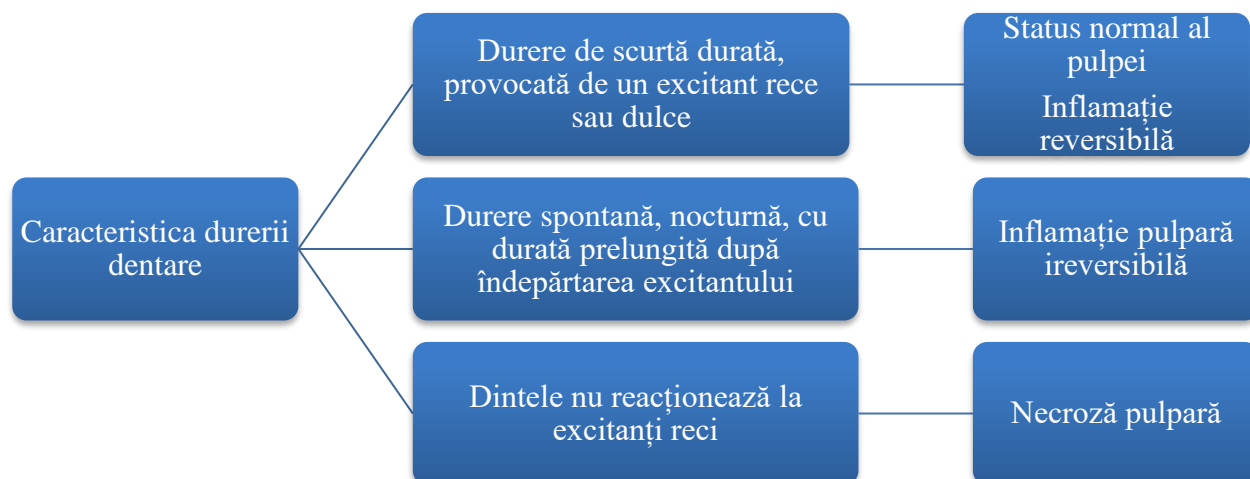 Caracteristica durerii
dentare
Durere de scurtă durată,
provocată de un excitant rece
sau dulce
Status normal al
pulpei
Inflamație
reversibilă
Durere spontană, nocturnă, cu
durată prelungită după
îndepărtarea excitantului
Inflamație pulpară
ireversibilă
Dintele nu reacționează la
excitanți reci
Necroză pulpară